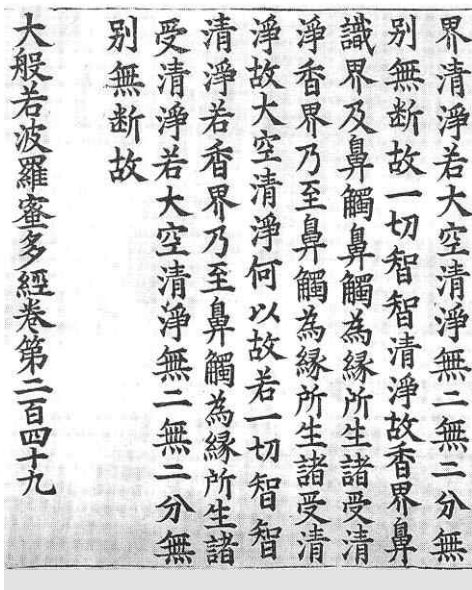 界清淨若大空清淨無二無二分無
別無断故一切智智清淨故香界鼻
識界及鼻觸鼻觸為緣所生諸受清
淨香界乃至鼻觸為緣所生諸受清
淨故大空清淨何以故若一切智智
清淨若香界乃至鼻觸為緣所生諸
受清淨若大空清淨無二無二分無
別無断故
大般若波羅蜜多經卷第二百四十九